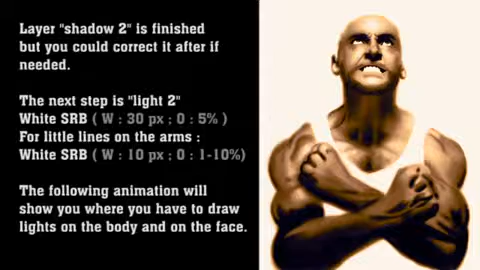 Layer "shadow 2" is finished
but you could correct it after if
needed.
The next step is "light 2"
White SRB ( W : 30 px ; O : 5% )
For little lines on the arms :
White SRB ( W : 10 px ; O : 1-10%)
The following animation will
show you where you have to draw
lights on the body and on the face.